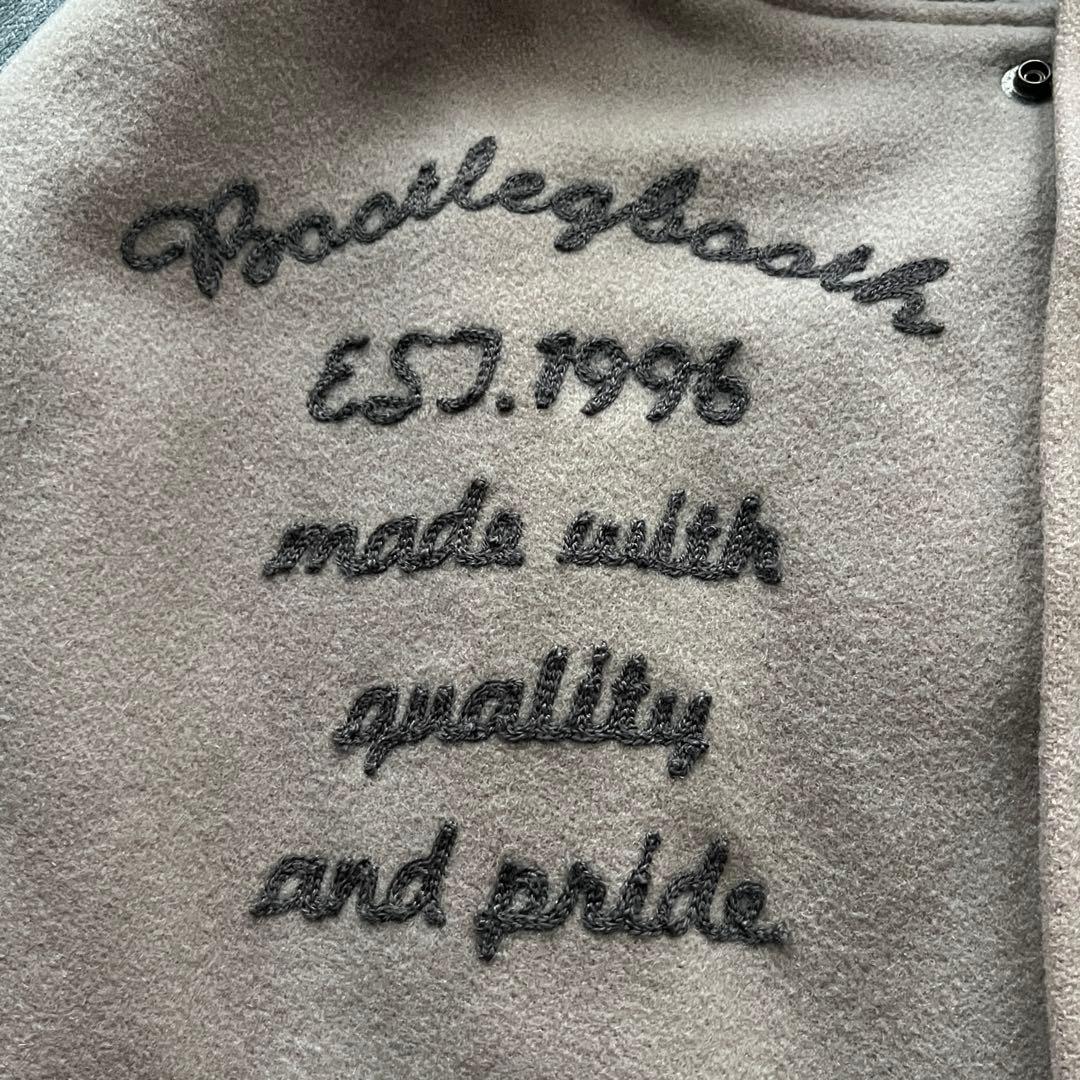 Bootlegbooth
EST. 1996
made with
quality
and pride